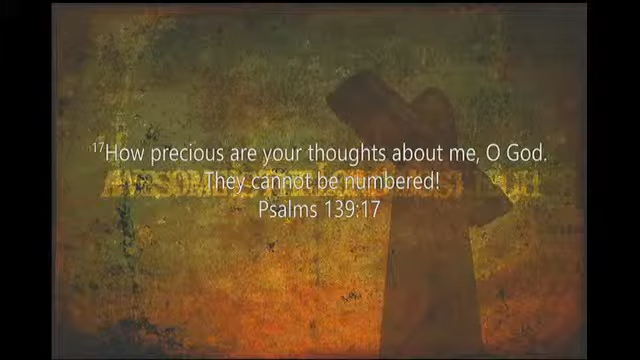 ¹⁷How precious are your thoughts about me, O God.
They cannot be numbered!
Psalms 139:17